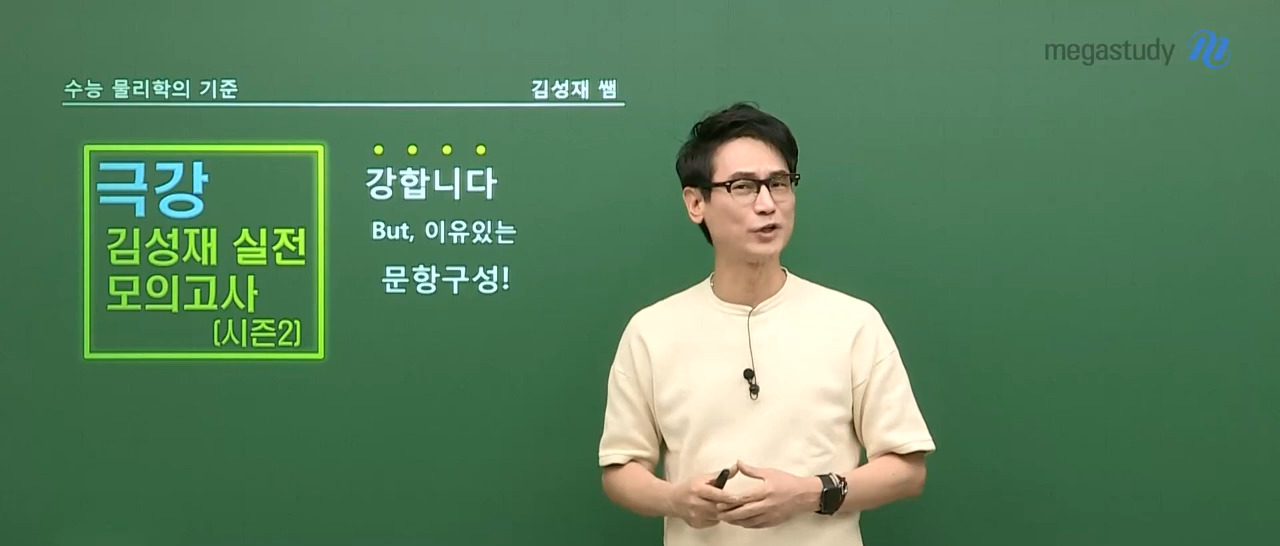 megastudy
수능 물리학의 기준 김성재 쌤
극강
김성재 실전
모의고사
(시즌2)
강합니다
But, 이유있는
문항구성!